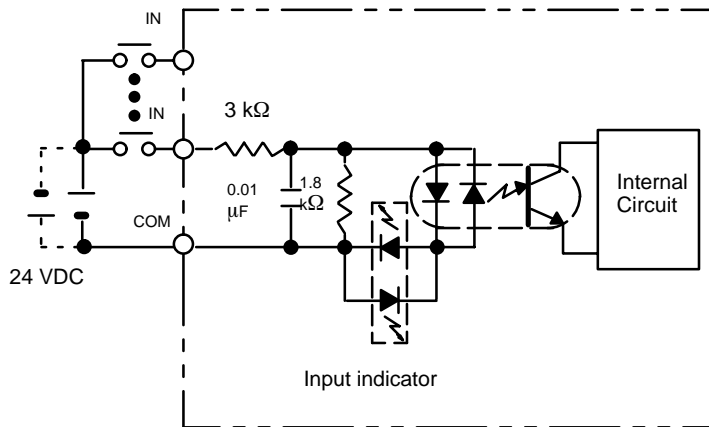 IN
IN
3 kΩ
0.01
µF
1.8
kΩ
COM
24 VDC
Internal
Circuit
Input indicator